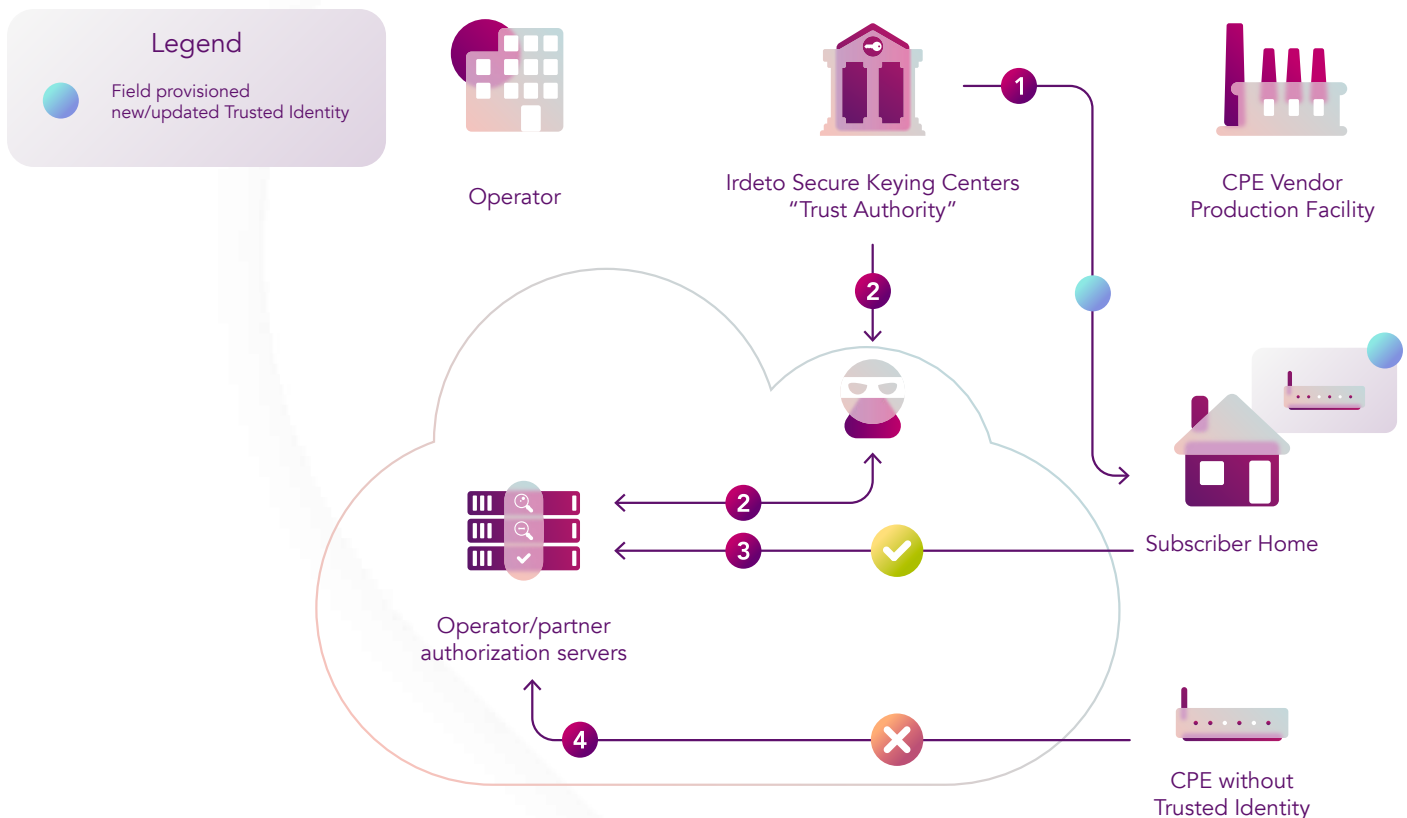 Legend
Field provisioned
new/updated Trusted Identity
Operator
Irdeto Secure Keying Centers
“Trust Authority”
CPE Vendor
Production Facility
1
2
2
3
Subscriber Home
Operator/partner
authorization servers
4
CPE without
Trusted Identity